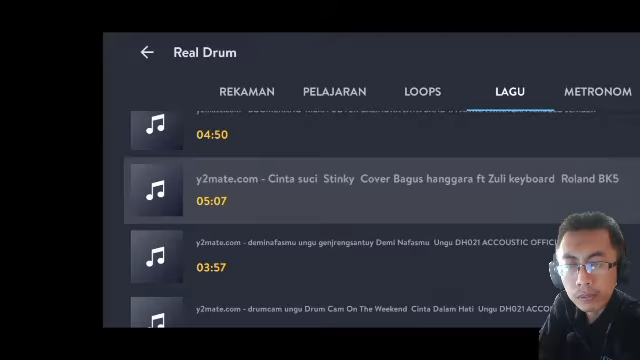 Real Drum
REKAMAN PELAJARAN LOOPS LAGU METRONOM
04:50
y2mate.com - Cinta suci Stinky Cover Bagus hanggara ft Zuli keyboard Roland BK5
05:07
y2mate.com - deminafasmu ungu genjrengsantuy Demi Nafasmu Ungu DH021 ACCOUSTIC OFFICI
03:57
y2mate.com - drumcam ungu Drum Cam On The Weekend Cinta Dalam Hati Ungu DH021 ACCO